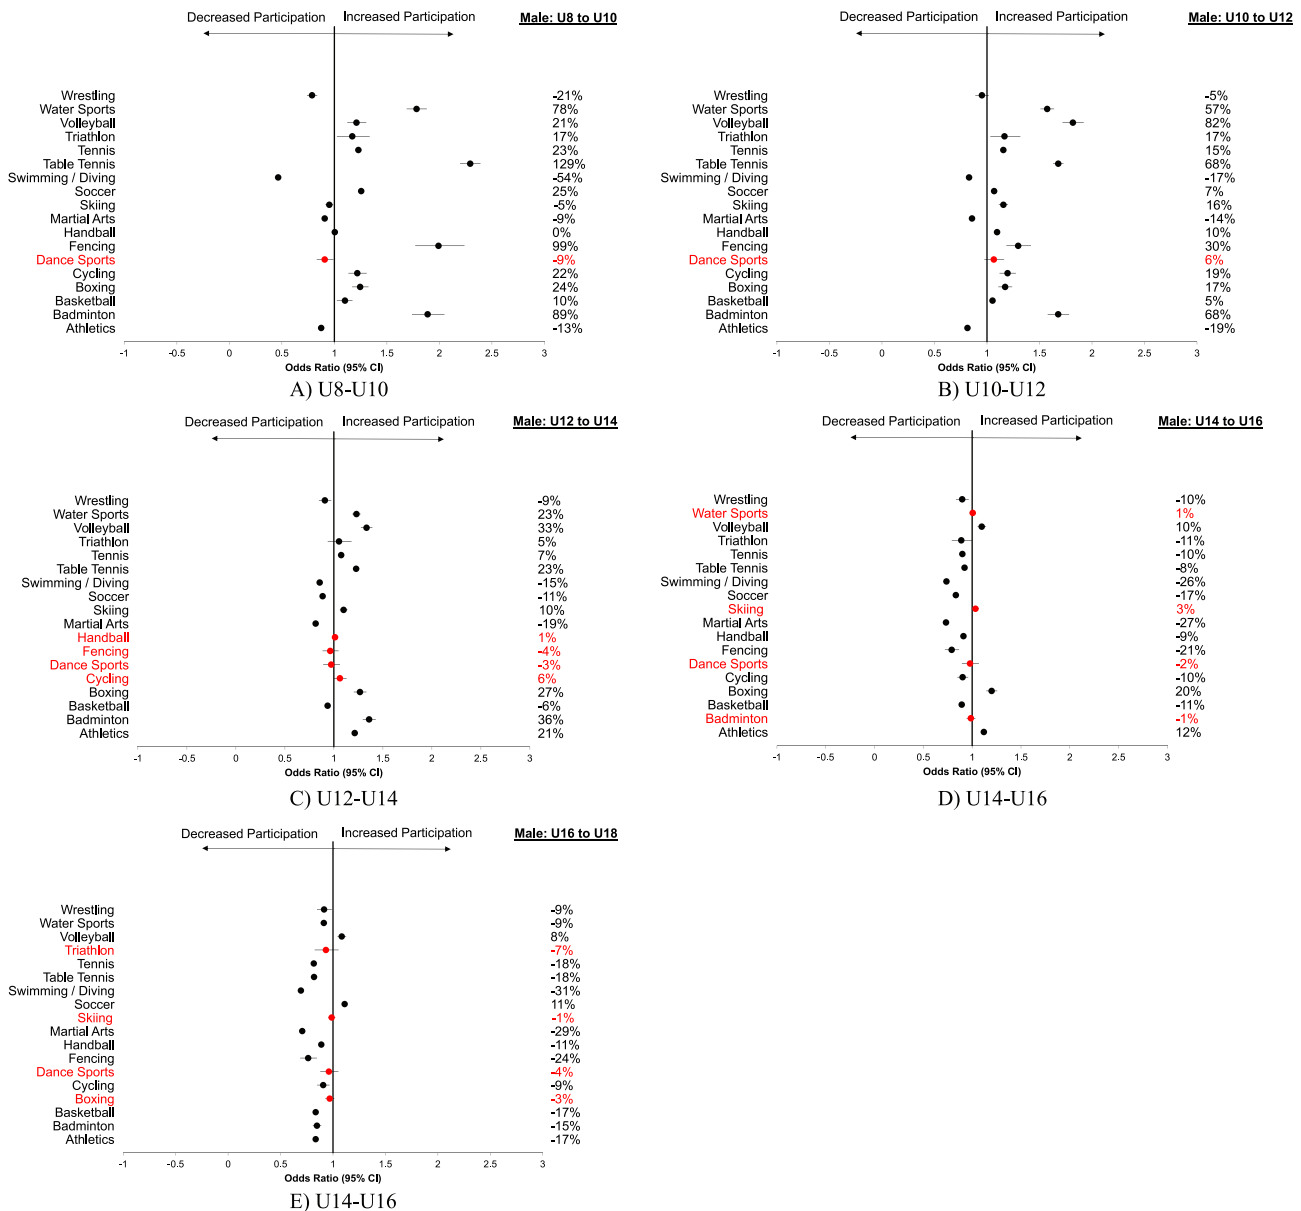 Decreased Participation Increased Participation Male: U8 to U10
Wrestling -21%
Water Sports 78%
Volleyball 21%
Triathlon 17%
Tennis 23%
Table Tennis 129%
Swimming / Diving -54%
Soccer 25%
Skiing -5%
Martial Arts -9%
Handball 0%
Fencing 99%
Dance Sports -9%
Cycling 22%
Boxing 24%
Basketball 10%
Badminton 89%
Athletics -13%
-1 0 0.5 1 1.5 2 2.5 3
Odds Ratio (95% CI)
A) U8-U10
Decreased Participation Increased Participation Male: U10 to U12
Wrestling -5%
Water Sports 57%
Volleyball 82%
Triathlon 17%
Tennis 15%
Table Tennis 68%
Swimming / Diving -17%
Soccer 7%
Skiing 16%
Martial Arts -14%
Handball 10%
Fencing 30%
Dance Sports 6%
Cycling 19%
Boxing 17%
Basketball 5%
Badminton 68%
Athletics -19%
-1 0 0.5 1 1.5 2 2.5 3
Odds Ratio (95% CI)
B) U10-U12
Decreased Participation Increased Participation Male: U12 to U14
Wrestling -9%
Water Sports 23%
Volleyball 33%
Triathlon 5%
Tennis 7%
Table Tennis 23%
Swimming / Diving -15%
Soccer -11%
Skiing 10%
Martial Arts -19%
Handball 1%
Fencing -4%
Dance Sports -3%
Cycling 6%
Boxing 27%
Basketball -6%
Badminton 36%
Athletics 21%
-1 0 0.5 1 1.5 2 2.5 3
Odds Ratio (95% CI)
C) U12-U14
Decreased Participation Increased Participation Male: U14 to U16
Wrestling -10%
Water Sports 1%
Volleyball 10%
Triathlon -11%
Tennis -10%
Table Tennis -8%
Swimming / Diving -26%
Soccer -17%
Skiing 3%
Martial Arts -27%
Handball -9%
Fencing -21%
Dance Sports -2%
Cycling -10%
Boxing 20%
Basketball -11%
Badminton -1%
Athletics 12%
-1 0 0.5 1 1.5 2 2.5 3
Odds Ratio (95% CI)
D) U14-U16
Decreased Participation Increased Participation Male: U16 to U18
Wrestling -9%
Water Sports -9%
Volleyball 8%
Triathlon -7%
Tennis -18%
Table Tennis -18%
Swimming / Diving -31%
Soccer 11%
Skiing -1%
Martial Arts -29%
Handball -11%
Fencing -24%
Dance Sports -4%
Cycling -9%
Boxing -3%
Basketball -17%
Badminton -15%
Athletics -17%
-1 0 0.5 1 1.5 2 2.5 3
Odds Ratio (95% CI)
E) U14-U16